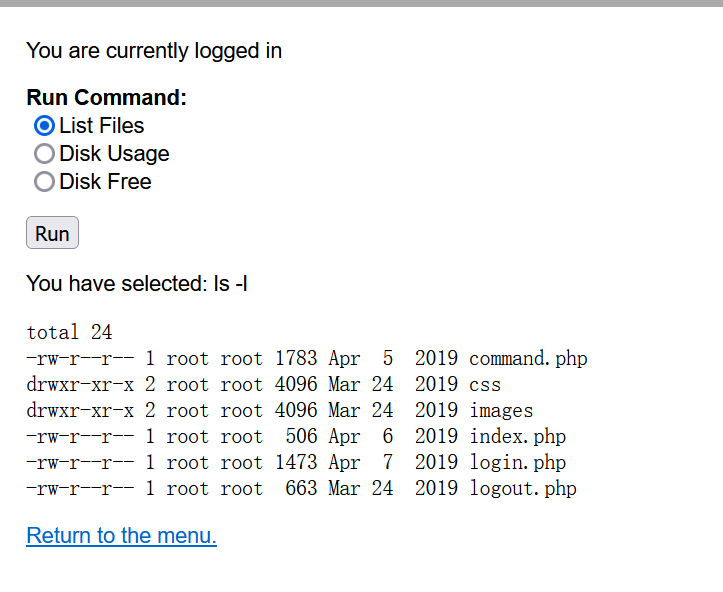 You are currently logged in
Run Command:
List Files
Disk Usage
Disk Free
Run
You have selected: ls -l
total 24
-rw-r--r-- 1 root root 1783 Apr  5  2019 command.php
drwxr-xr-x 2 root root 4096 Mar 24  2019 css
drwxr-xr-x 2 root root 4096 Mar 24  2019 images
-rw-r--r-- 1 root root  506 Apr  6  2019 index.php
-rw-r--r-- 1 root root 1473 Apr  7  2019 login.php
-rw-r--r-- 1 root root  663 Mar 24  2019 logout.php
Return to the menu.